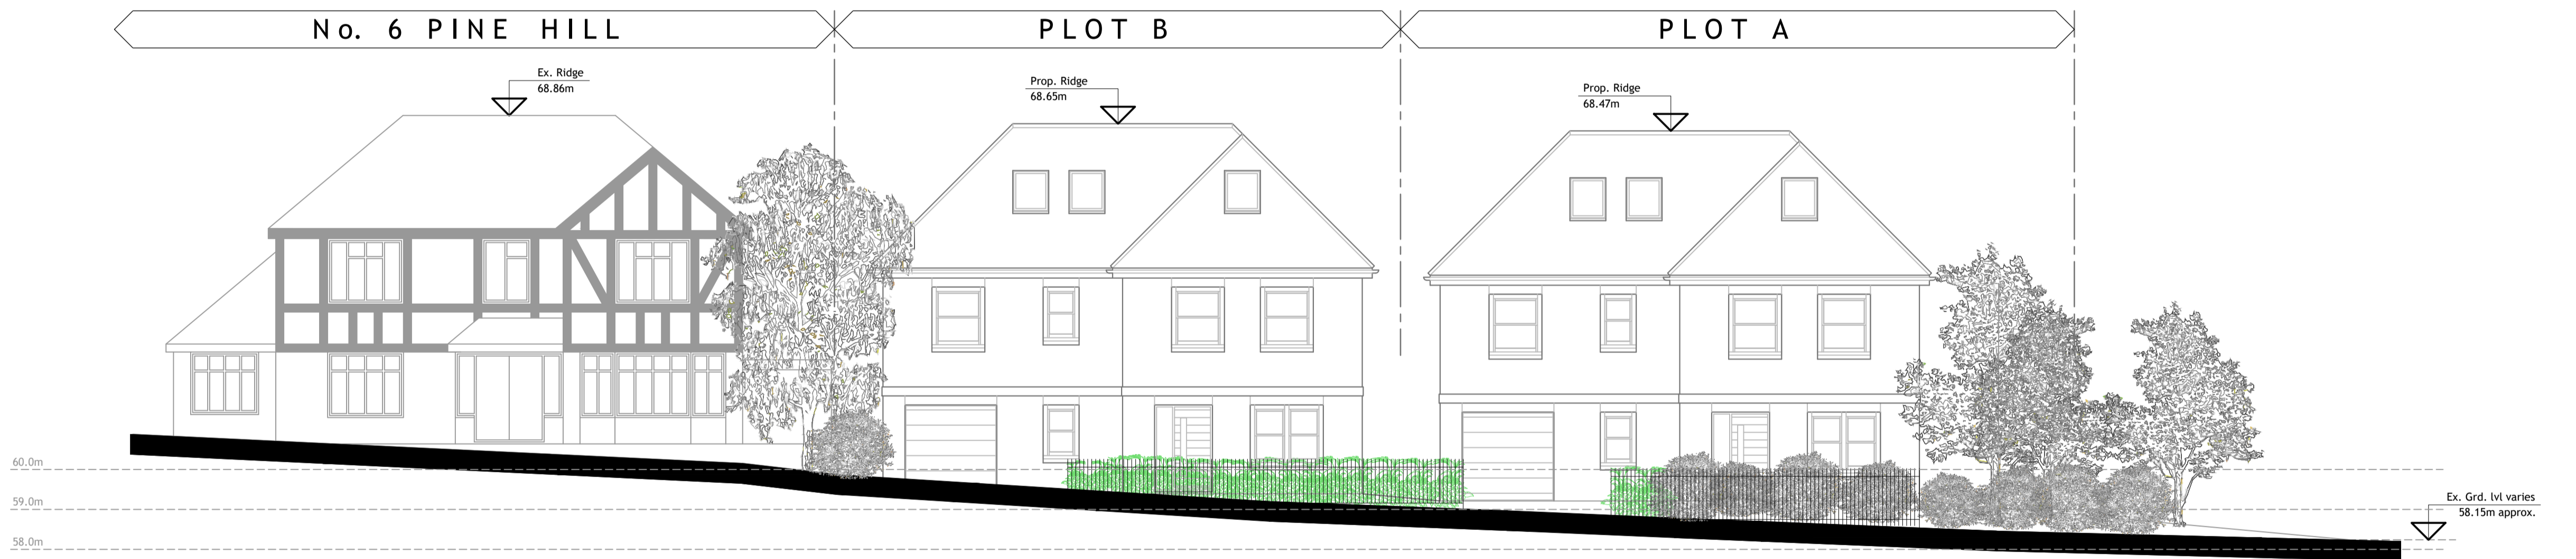 No. 6 PINE HILL
PLOT B
PLOT A
Ex. Ridge
68.86m
Prop. Ridge
68.65m
Prop. Ridge
68.47m
60.0m
59.0m
58.0m
Ex. Grd. lvl varies
58.15m approx.